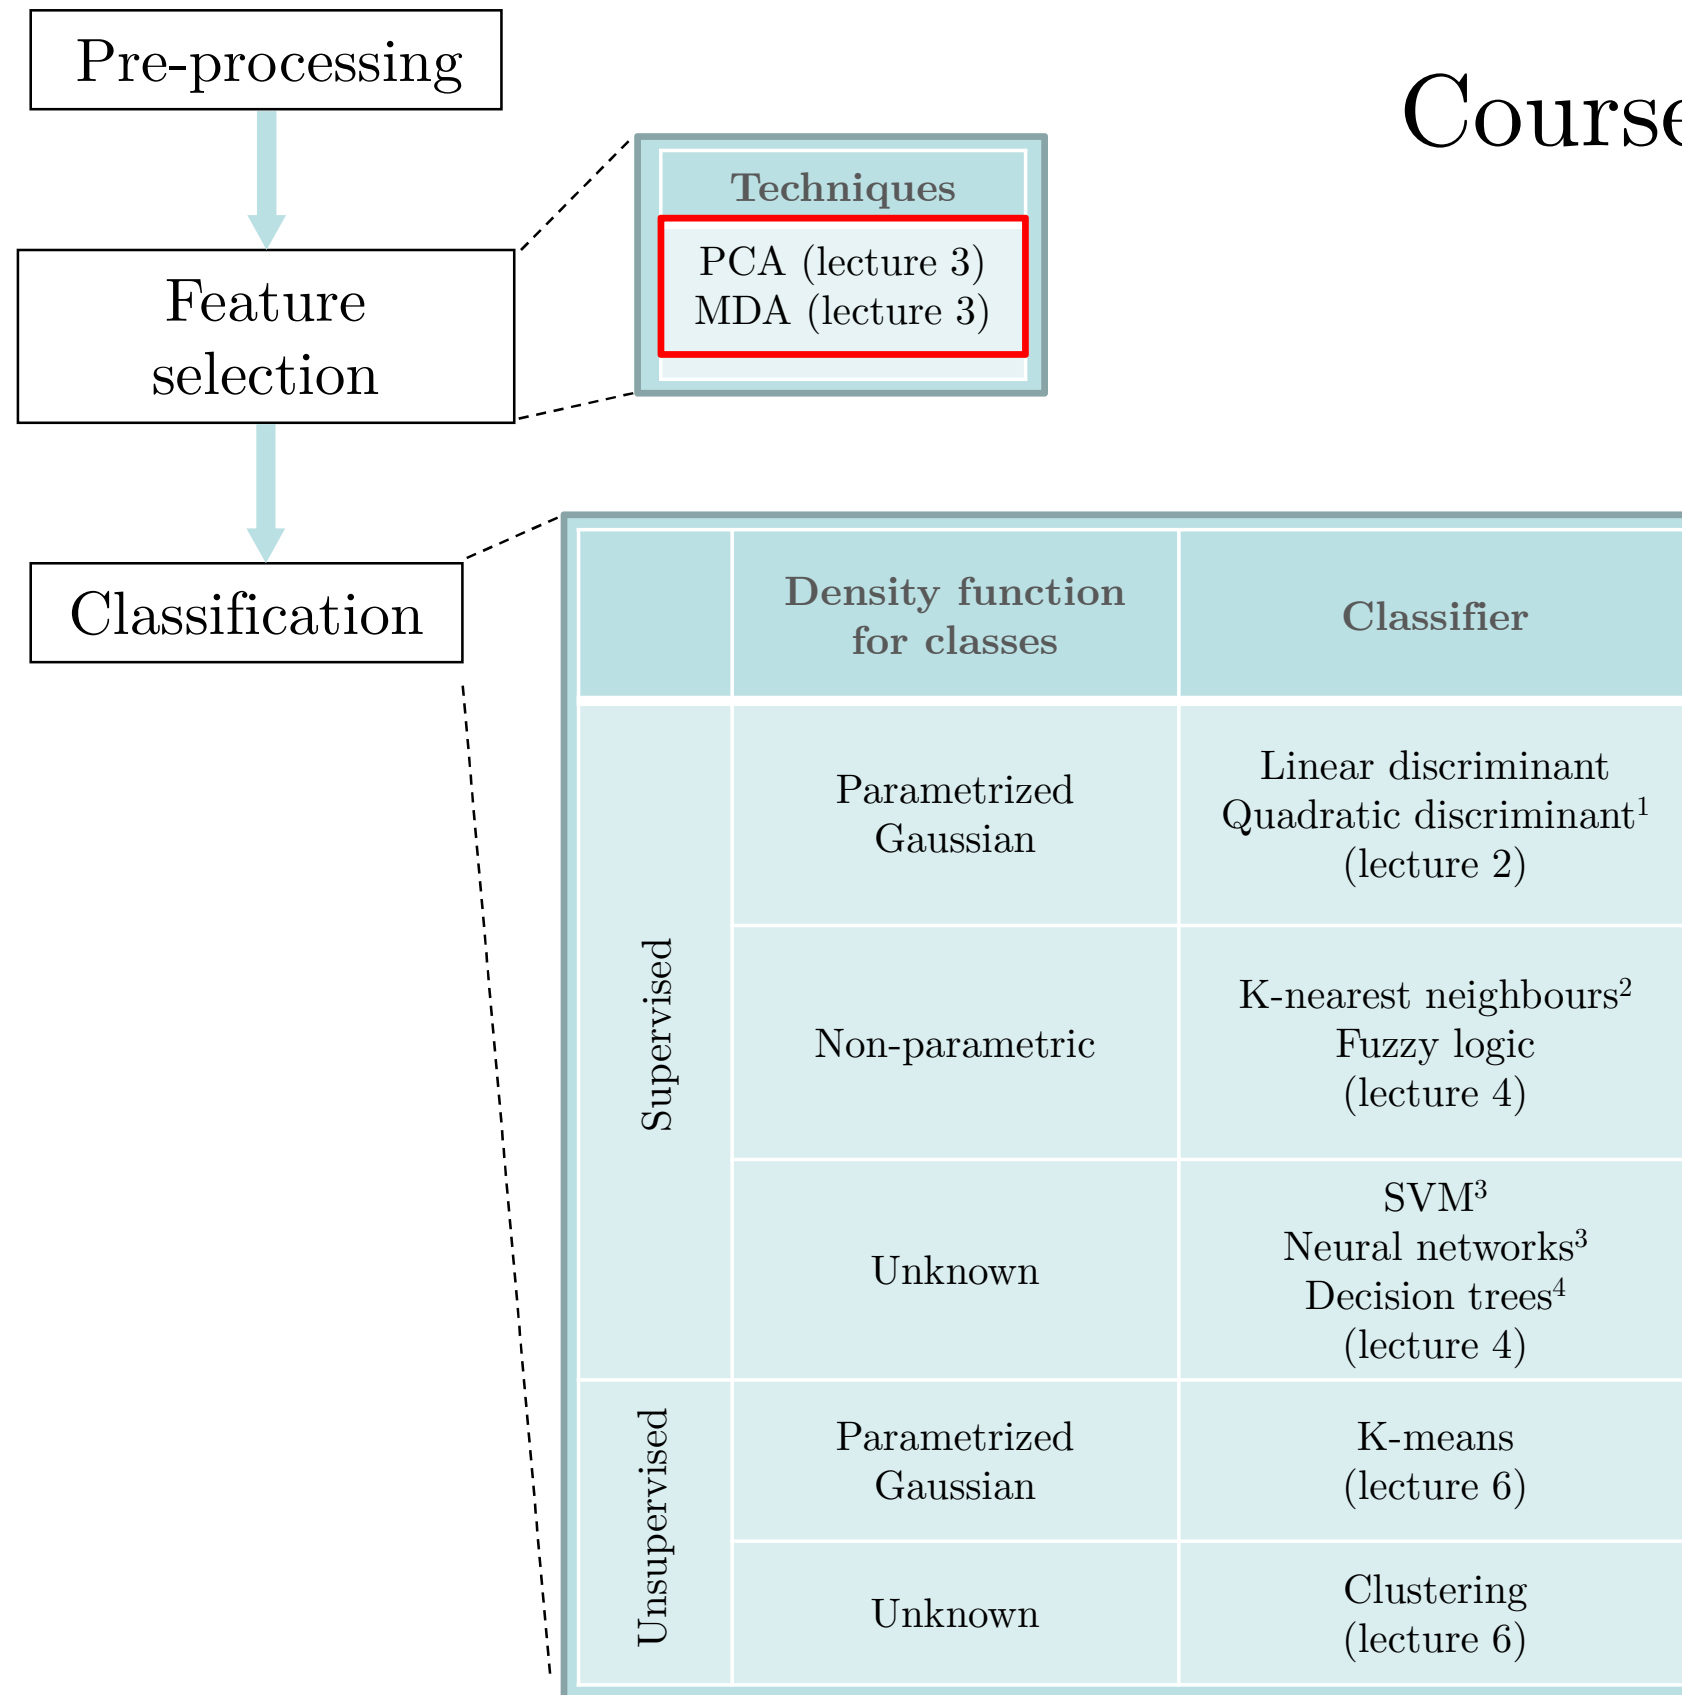 Pre-processing
Course
Techniques
PCA (lecture 3)
MDA (lecture 3)
Feature
selection
Classification
Density function
for classes
Classifier
Supervised
Parametrized
Gaussian
Linear discriminant
Quadratic discriminant¹
(lecture 2)
Non-parametric
K-nearest neighbours²
Fuzzy logic
(lecture 4)
Unknown
SVM³
Neural networks³
Decision trees⁴
(lecture 4)
Unsupervised
Parametrized
Gaussian
K-means
(lecture 6)
Unknown
Clustering
(lecture 6)